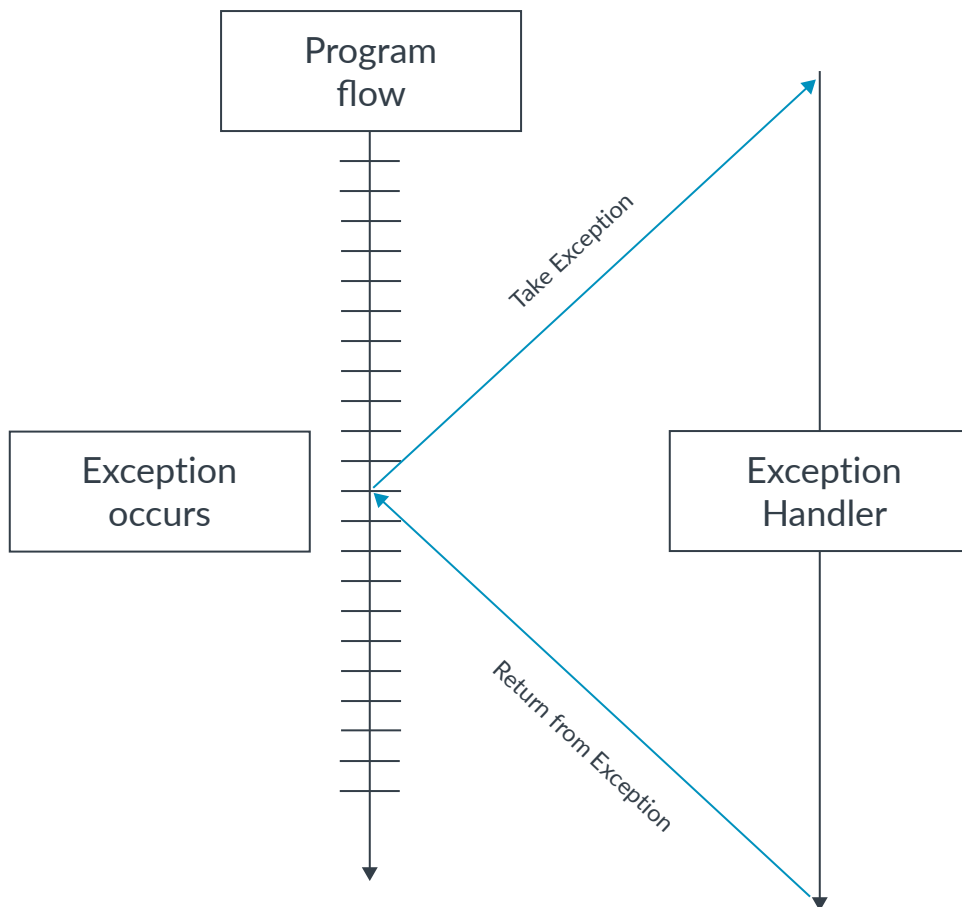 Program
flow
Take Exception
Exception
occurs
Exception
Handler
Return from Exception